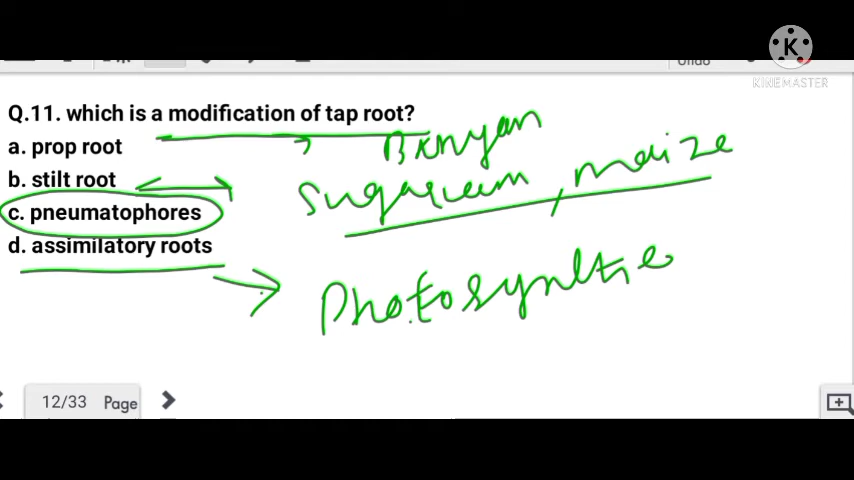 Undo
K
KINEMASTER
Q.11. which is a modification of tap root?
a. prop root
Banyan
b. stilt root
Sugarcane, maize
c. pneumatophores
d. assimilatory roots
Photosynthe
12/33 Page